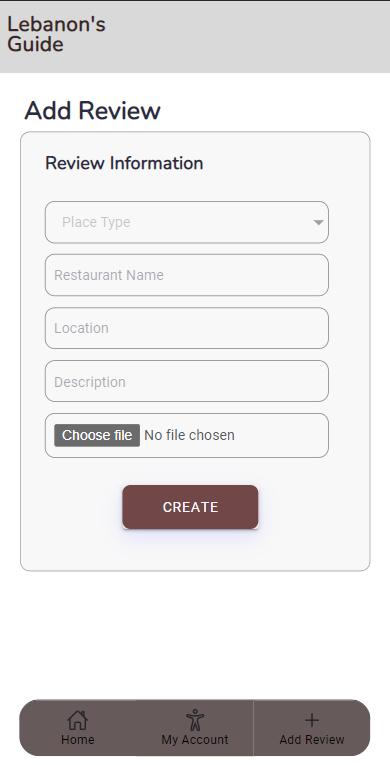 Lebanon's
Guide
Add Review
Review Information
Place Type
Restaurant Name
Location
Description
Choose file No file chosen
CREATE
Home My Account Add Review